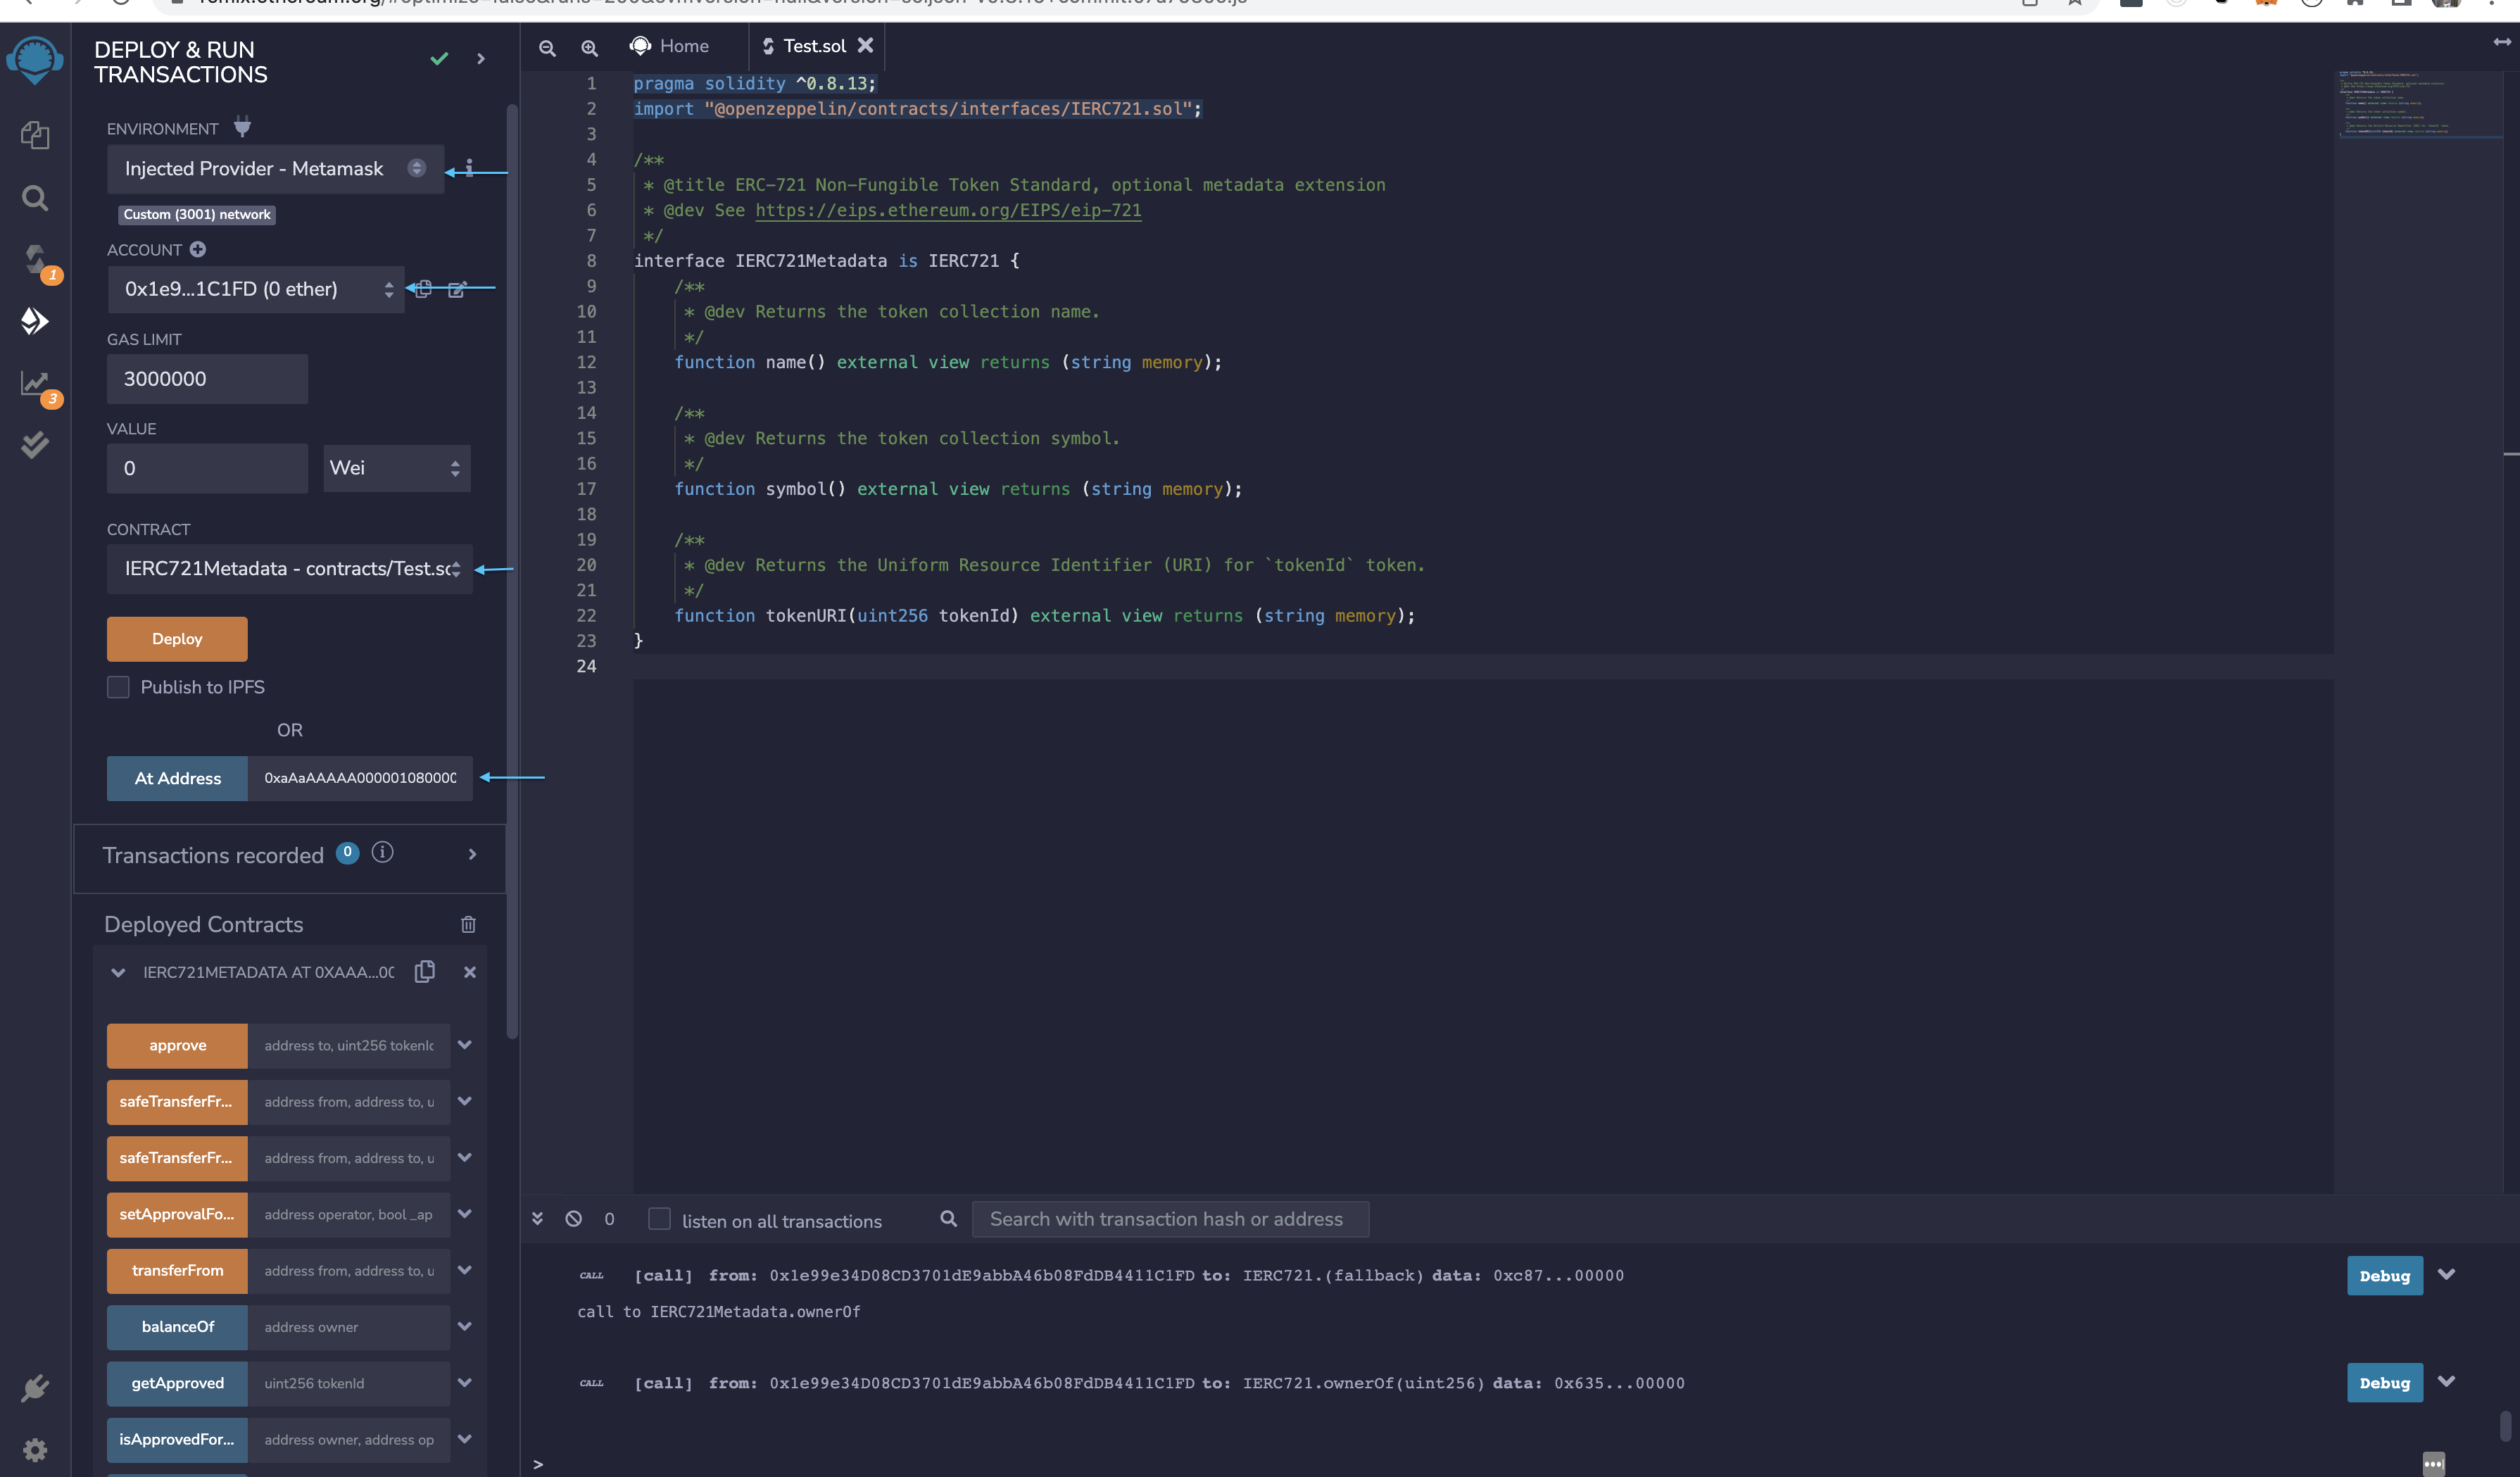 DEPLOY & RUN
TRANSACTIONS
ENVIRONMENT
Injected Provider - Metamask
Custom (3001) network
ACCOUNT
0x1e9...1C1FD (0 ether)
GAS LIMIT
3000000
VALUE
0
Wei
CONTRACT
IERC721Metadata - contracts/Test.sc
Deploy
Publish to IPFS
OR
At Address
0xaAaAAAAA00000108000C
Transactions recorded 0
Deployed Contracts
IERC721METADATA AT 0XAAA...0C
approve address to, uint256 tokenIc
safeTransferFr... address from, address to, u
safeTransferFr... address from, address to, u
setApprovalFo... address operator, bool _ap
transferFrom address from, address to, u
balanceOf address owner
getApproved uint256 tokenId
isApprovedFor... address owner, address op
1
3
Home
Test.sol
1 pragma solidity ^0.8.13;
2 import "@openzeppelin/contracts/interfaces/IERC721.sol";
3
4 /**
5 * @title ERC-721 Non-Fungible Token Standard, optional metadata extension
6 * @dev See https://eips.ethereum.org/EIPS/eip-721
7 */
8 interface IERC721Metadata is IERC721 {
9 /**
10 * @dev Returns the token collection name.
11 */
12 function name() external view returns (string memory);
13
14 /**
15 * @dev Returns the token collection symbol.
16 */
17 function symbol() external view returns (string memory);
18
19 /**
20 * @dev Returns the Uniform Resource Identifier (URI) for `tokenId` token.
21 */
22 function tokenURI(uint256 tokenId) external view returns (string memory);
23 }
24
0 listen on all transactions
Search with transaction hash or address
CALL [call] from: 0x1e99e34D08CD3701dE9abbA46b08FdDB4411C1FD to: IERC721.(fallback) data: 0xc87...00000
Debug
call to IERC721Metadata.ownerOf
CALL [call] from: 0x1e99e34D08CD3701dE9abbA46b08FdDB4411C1FD to: IERC721.ownerOf(uint256) data: 0x635...00000
Debug
>